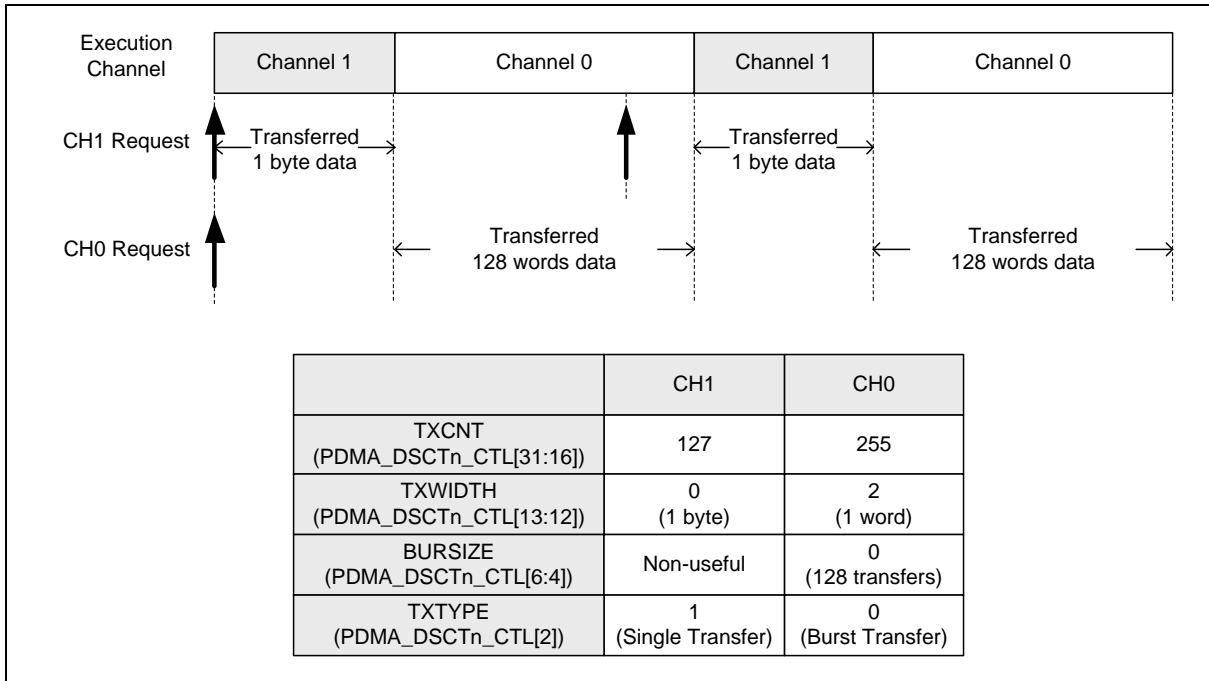 Execution
Channel
Channel 1
Channel 0
Channel 1
Channel 0
CH1 Request
Transferred
1 byte data
Transferred
1 byte data
CH0 Request
Transferred
128 words data
Transferred
128 words data
CH1
CH0
TXCNT
(PDMA_DSCTn_CTL[31:16])
127
255
TXWIDTH
(PDMA_DSCTn_CTL[13:12])
0
(1 byte)
2
(1 word)
BURSIZE
(PDMA_DSCTn_CTL[6:4])
Non-useful
0
(128 transfers)
TXTYPE
(PDMA_DSCTn_CTL[2])
1
(Single Transfer)
0
(Burst Transfer)